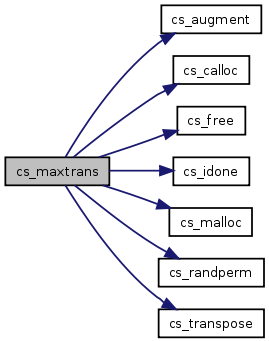 cs_augment
cs_calloc
cs_free
cs_maxtrans
cs_idone
cs_malloc
cs_randperm
cs_transpose